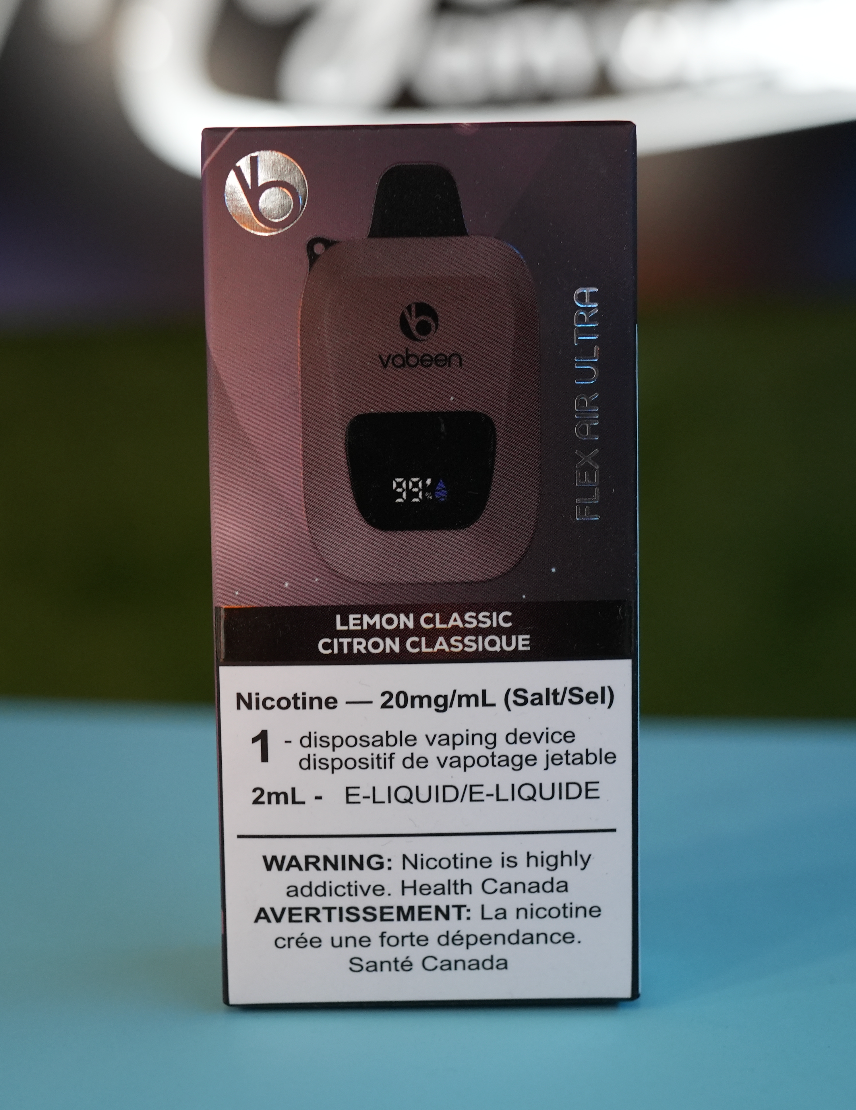 vabeen
99%
FLEX AIR ULTRA
LEMON CLASSIC
CITRON CLASSIQUE
Nicotine — 20mg/mL (Salt/Sel)
1 - disposable vaping device
dispositif de vapotage jetable
2mL - E-LIQUID/E-LIQUIDE
WARNING: Nicotine is highly
addictive. Health Canada
AVERTISSEMENT: La nicotine
crée une forte dépendance.
Santé Canada